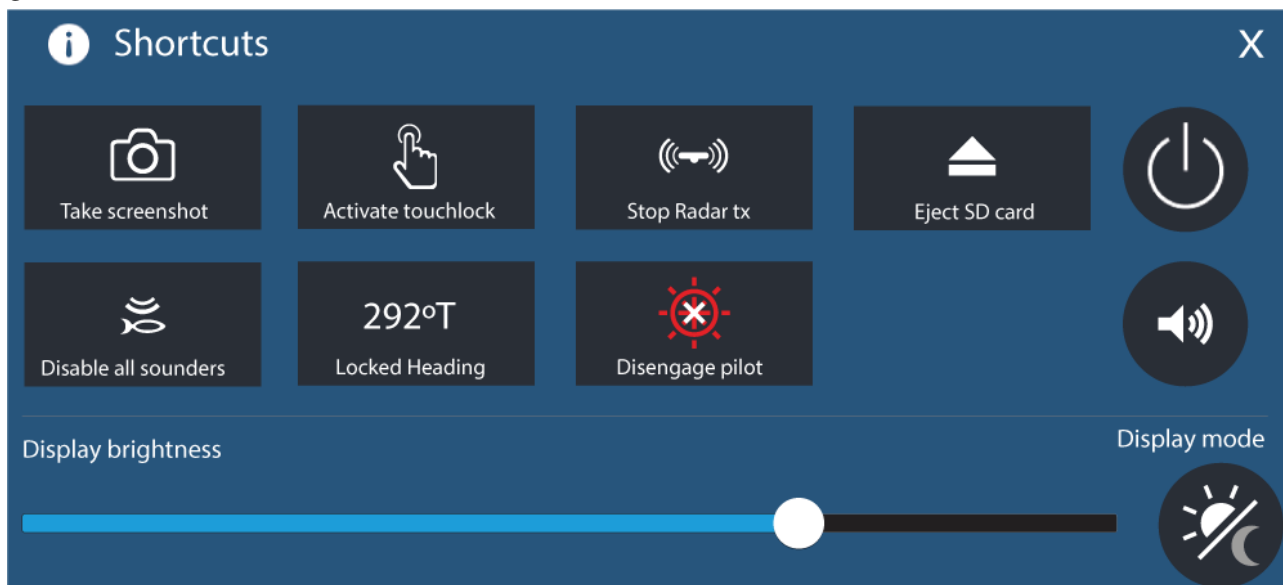 Shortcuts
X
Take screenshot
Activate touchlock
Stop Radar tx
Eject SD card
Disable all sounders
292ºT
Locked Heading
Disengage pilot
Display brightness
Display mode